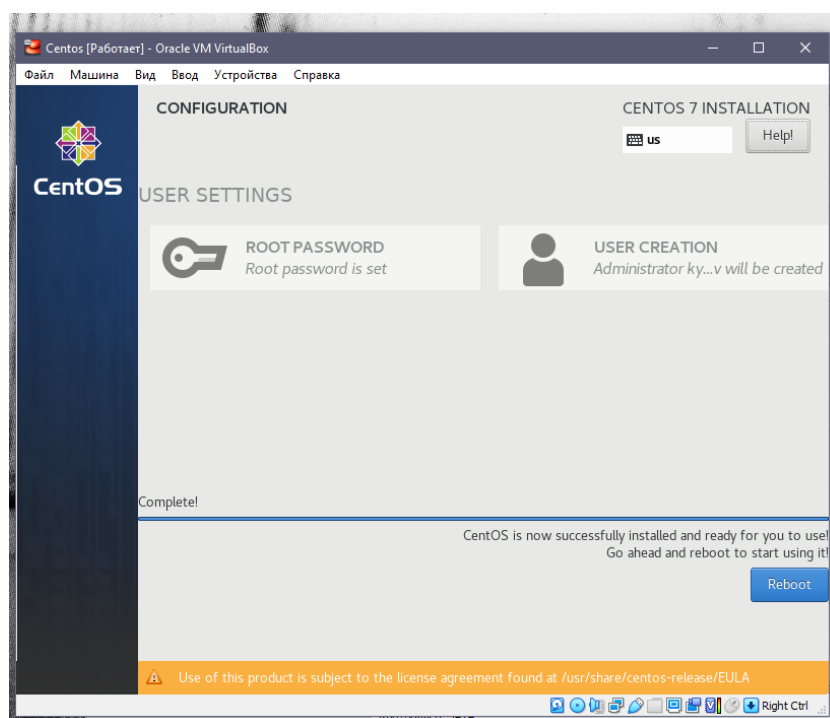 Centos [Работает] - Oracle VM VirtualBox
Файл Машина Вид Ввод Устройства Справка
CentOS
CONFIGURATION
CENTOS 7 INSTALLATION
us
Help!
USER SETTINGS
ROOT PASSWORD
Root password is set
USER CREATION
Administrator ky...v will be created
Complete!
CentOS is now successfully installed and ready for you to use!
Go ahead and reboot to start using it!
Reboot
Use of this product is subject to the license agreement found at /usr/share/centos-release/EULA
Right Ctrl